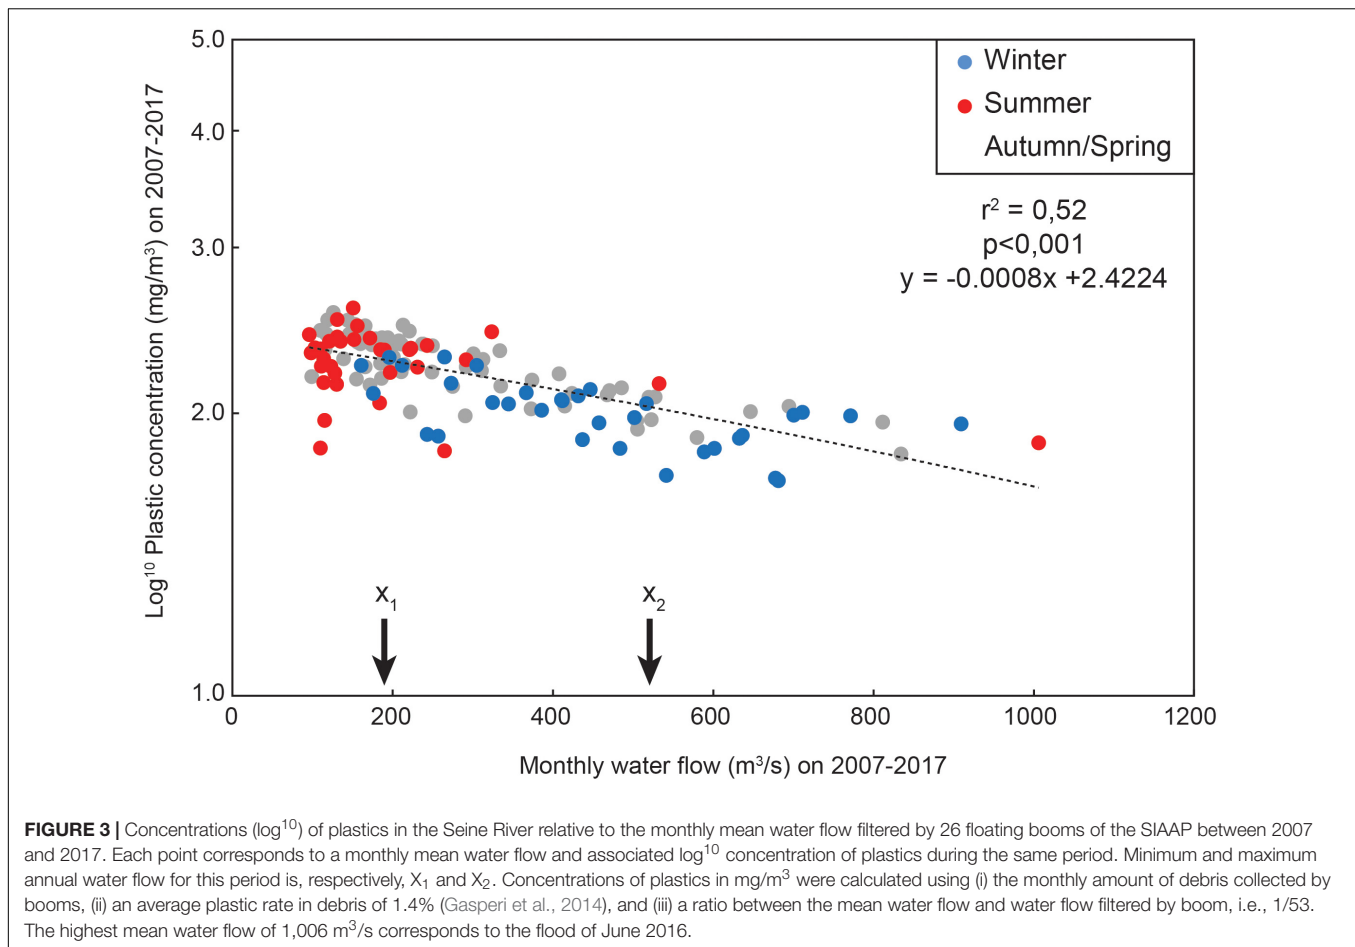 5.0
4.0
3.0
2.0
1.0
Log¹⁰ Plastic concentration (mg/m³) on 2007-2017
Winter
Summer
Autumn/Spring
r² = 0,52
p<0,001
y = -0.0008x +2.4224
X₁
X₂
0 200 400 600 800 1000 1200
Monthly water flow (m³/s) on 2007-2017
FIGURE 3 | Concentrations (log¹⁰) of plastics in the Seine River relative to the monthly mean water flow filtered by 26 floating booms of the SIAAP between 2007
and 2017. Each point corresponds to a monthly mean water flow and associated log¹⁰ concentration of plastics during the same period. Minimum and maximum
annual water flow for this period is, respectively, X₁ and X₂. Concentrations of plastics in mg/m³ were calculated using (i) the monthly amount of debris collected by
booms, (ii) an average plastic rate in debris of 1.4% (Gasperi et al., 2014), and (iii) a ratio between the mean water flow and water flow filtered by boom, i.e., 1/53.
The highest mean water flow of 1,006 m³/s corresponds to the flood of June 2016.